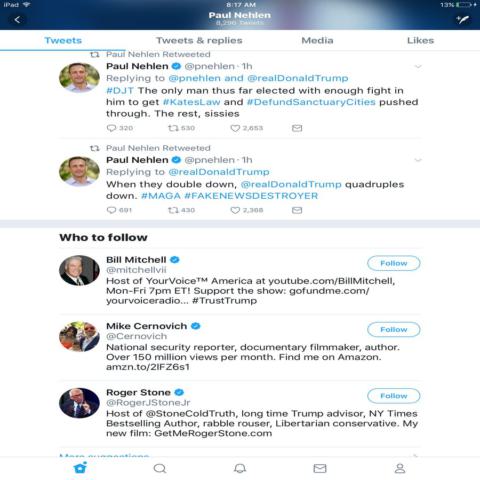 iPad 8:17 AM 13%
Paul Nehlen
8,296 Tweets
Tweets Tweets & replies Media Likes
Paul Nehlen Retweeted
Paul Nehlen @pnehlen · 1h
Replying to @pnehlen and @realDonaldTrump
#DJT The only man thus far elected with enough fight in
him to get #KatesLaw and #DefundSanctuaryCities pushed
through. The rest, sissies
320 530 2,653
Paul Nehlen Retweeted
Paul Nehlen @pnehlen · 1h
Replying to @realDonaldTrump
When they double down, @realDonaldTrump quadruples
down. #MAGA #FAKENEWSDESTROYER
691 430 2,368
Who to follow
Bill Mitchell Follow
@mitchellvii
Host of YourVoice™ America at youtube.com/BillMitchell,
Mon-Fri 7pm ET! Support the show: gofundme.com/
yourvoiceradio... #TrustTrump
Mike Cernovich Follow
@Cernovich
National security reporter, documentary filmmaker, author.
Over 150 million views per month. Find me on Amazon.
amzn.to/2lFZ6s1
Roger Stone Follow
@RogerJStoneJr
Host of @StoneColdTruth, long time Trump advisor, NY Times
Bestselling Author, rabble rouser, Libertarian conservative. My
new film: GetMeRogerStone.com
More suggestions